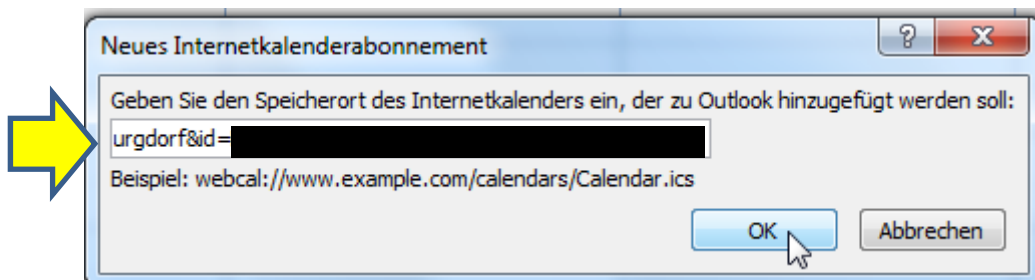 Neues Internetkalenderabonnement
Geben Sie den Speicherort des Internetkalenders ein, der zu Outlook hinzugefügt werden soll:
urgdorf&id=
Beispiel: webcal://www.example.com/calendars/Calendar.ics
OK Abbrechen